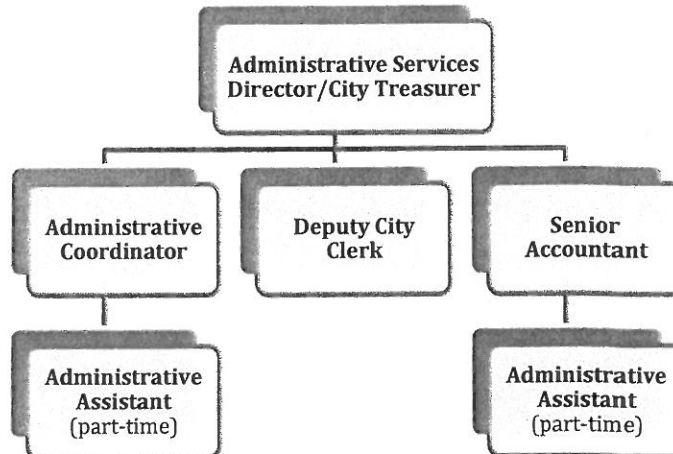 Administrative Services
Director/City Treasurer
Administrative
Coordinator
Deputy City
Clerk
Senior
Accountant
Administrative
Assistant
(part-time)
Administrative
Assistant
(part-time)